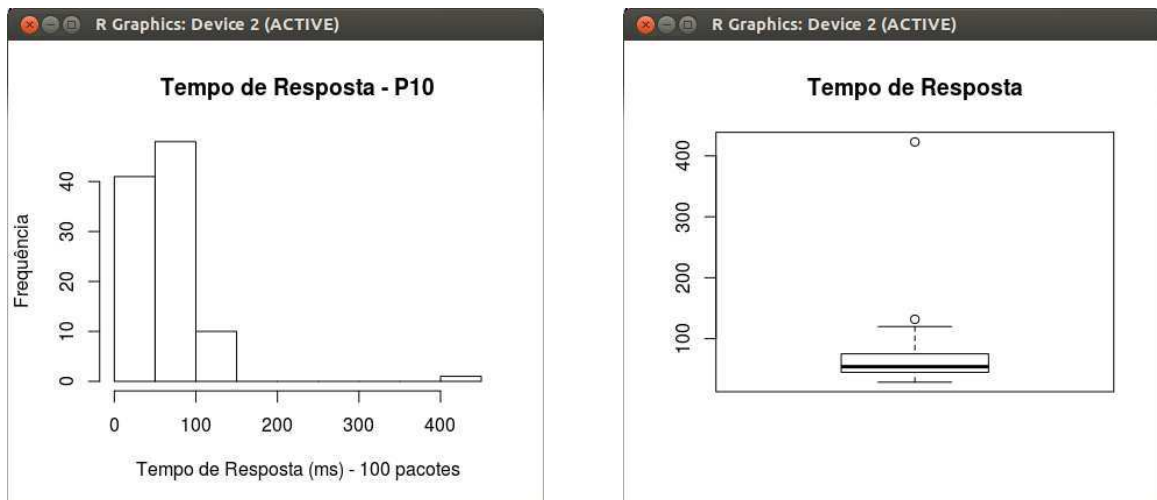 R Graphics: Device 2 (ACTIVE)
Tempo de Resposta - P10
Frequência
40
30
20
10
0
0 100 200 300 400
Tempo de Resposta (ms) - 100 pacotes
R Graphics: Device 2 (ACTIVE)
Tempo de Resposta
400
300
200
100